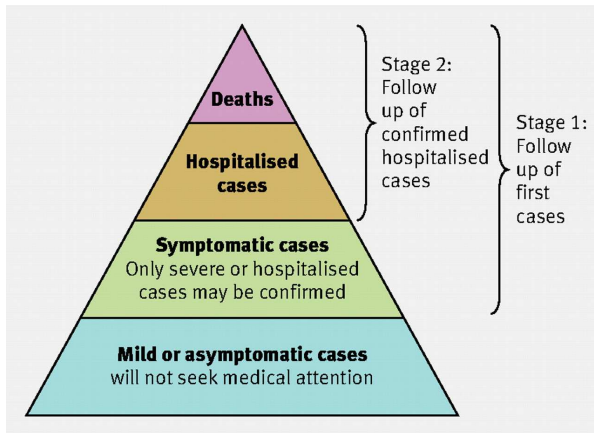 Deaths
Hospitalised
cases
Symptomatic cases
Only severe or hospitalised
cases may be confirmed
Mild or asymptomatic cases
will not seek medical attention
Stage 2:
Follow
up of
confirmed
hospitalised
cases
Stage 1:
Follow
up of
first
cases